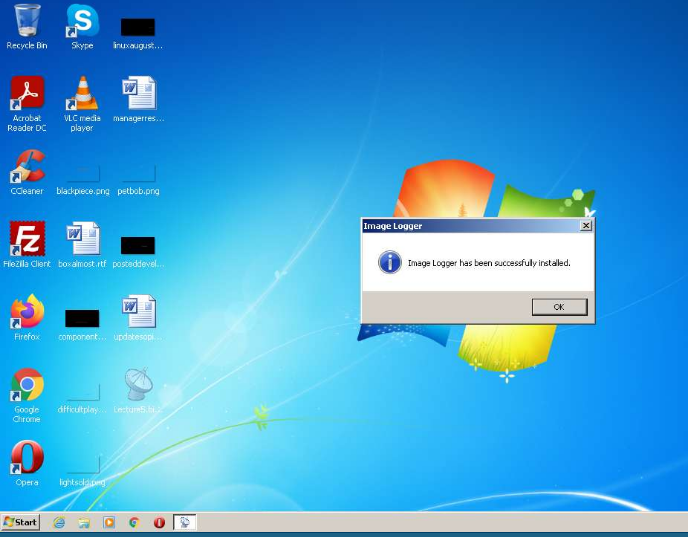 Recycle Bin
Skype
linuxaugust...
Acrobat
Reader DC
VLC media
player
managerres...
CCleaner
blackpiece.png
petbob.png
FileZilla Client
boxalmost.rtf
posteddevel...
Firefox
component...
updatesopi...
Google
Chrome
difficultplay...
Opera
lightsold.png
Image Logger
Image Logger has been successfully installed.
OK
Start